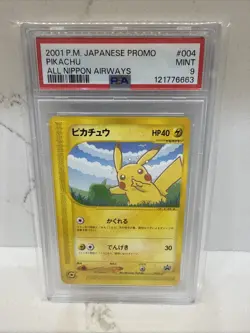 2001 P.M. JAPANESE PROMO #004
PIKACHU MINT
ALL NIPPON AIRWAYS 9
PSA 121776663
ピカチュウ HP40
かくれる
でんげき 30